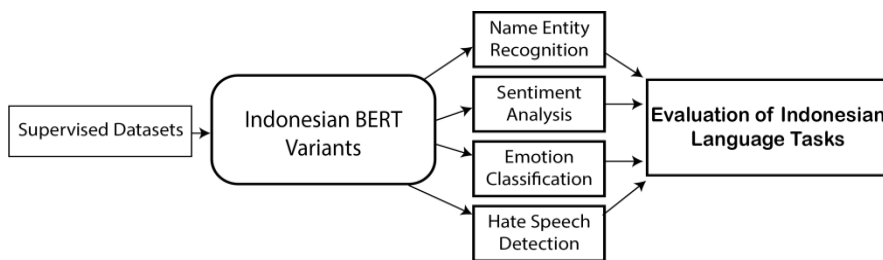 Supervised Datasets
Indonesian BERT
Variants
Name Entity
Recognition
Sentiment
Analysis
Emotion
Classification
Hate Speech
Detection
Evaluation of Indonesian
Language Tasks